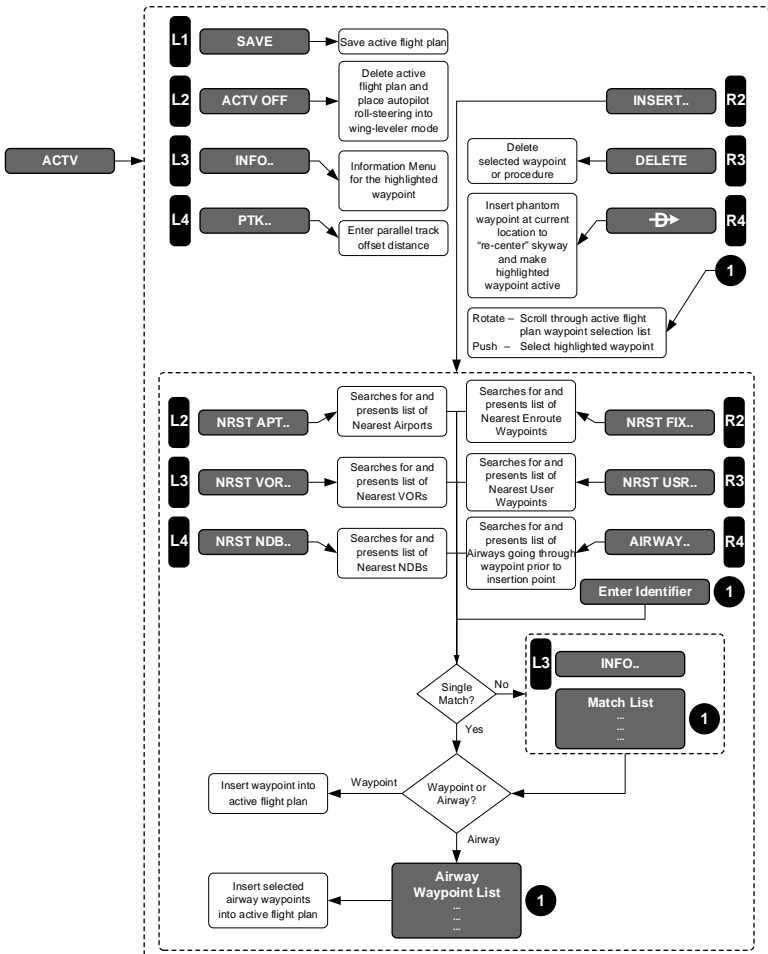 L1
SAVE
Save active flight plan
L2
ACTV OFF
Delete active
flight plan and
place autopilot
roll-steering into
wing-leveler mode
INSERT..
R2
ACTV
L3
INFO..
Information Menu
for the highlighted
waypoint
Delete
selected waypoint
or procedure
DELETE
R3
L4
PTK..
Enter parallel track
offset distance
Insert phantom
waypoint at current
location to
“re-center” skyway
and make
highlighted
waypoint active
D
R4
1
Rotate – Scroll through active flight
plan waypoint selection list
Push – Select highlighted waypoint
L2
NRST APT..
Searches for and
presents list of
Nearest Airports
Searches for and
presents list of
Nearest Enroute
Waypoints
NRST FIX..
R2
L3
NRST VOR..
Searches for and
presents list of
Nearest VORs
Searches for and
presents list of
Nearest User
Waypoints
NRST USR..
R3
L4
NRST NDB..
Searches for and
presents list of
Nearest NDBs
Searches for and
presents list of
Airways going through
waypoint prior to
insertion point
AIRWAY..
R4
Enter Identifier
1
Single
Match?
No
Yes
L3
INFO..
Match List
...
...
...
1
Waypoint or
Airway?
Waypoint
Insert waypoint into
active flight plan
Airway
Airway
Waypoint List
...
...
...
1
Insert selected
airway waypoints
into active flight plan